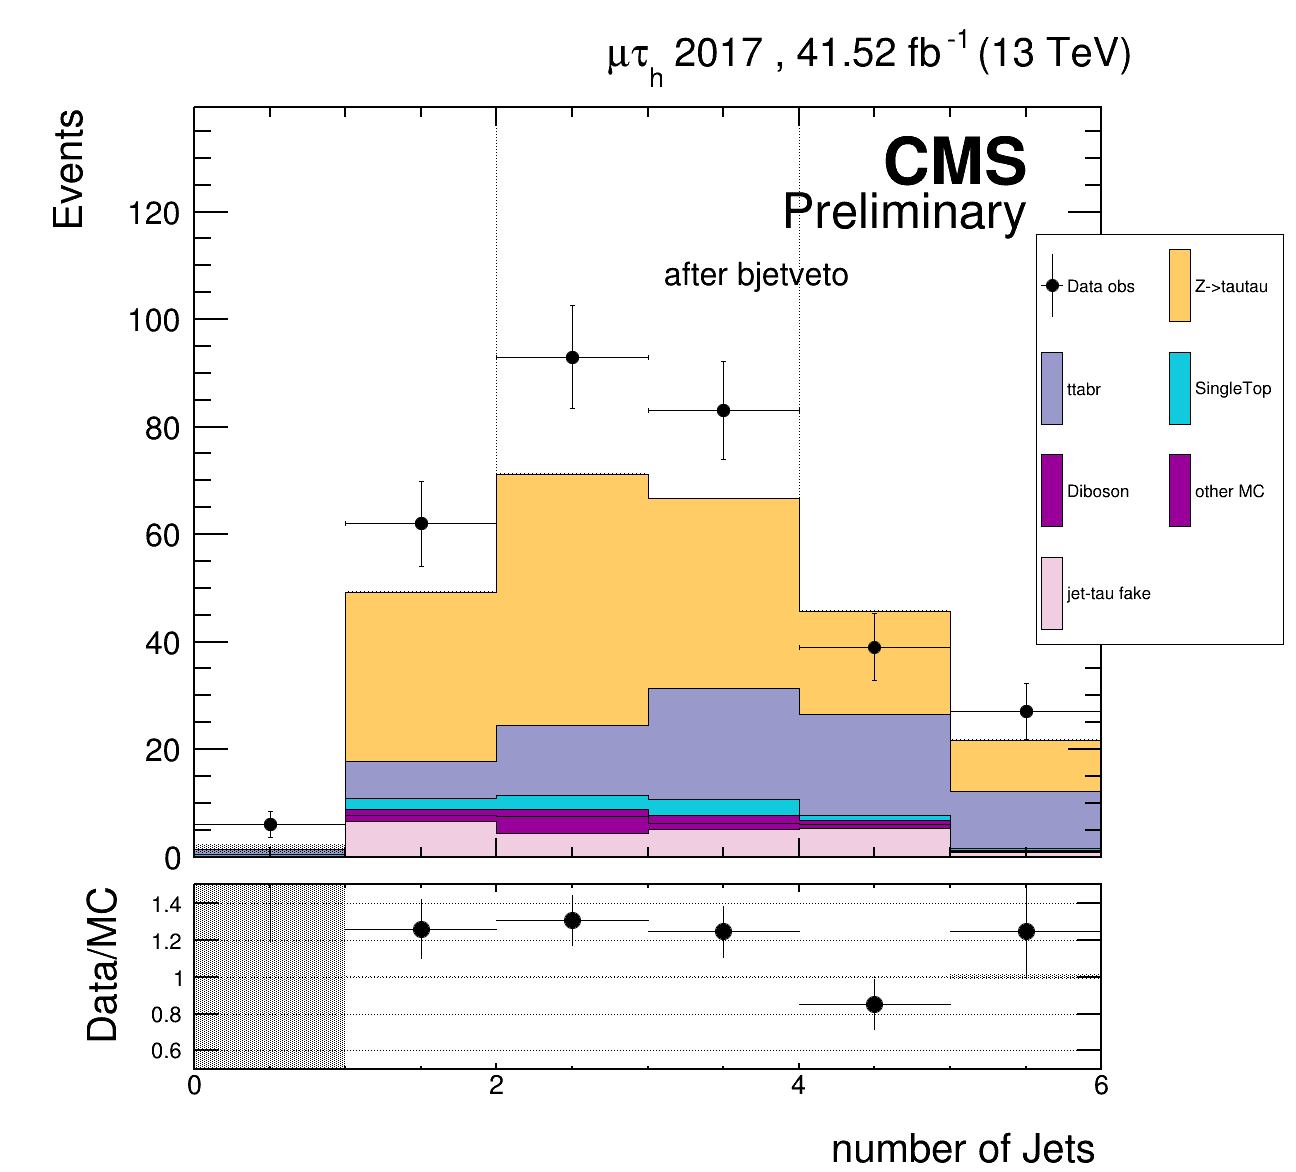 μτh 2017 , 41.52 fb-1 (13 TeV)
Events
CMS
Preliminary
after bjetveto
120
100
80
60
40
20
0
Data obs
Z->tautau
ttabr
SingleTop
Diboson
other MC
jet-tau fake
Data/MC
1.4
1.2
1
0.8
0.6
0 2 4 6
number of Jets